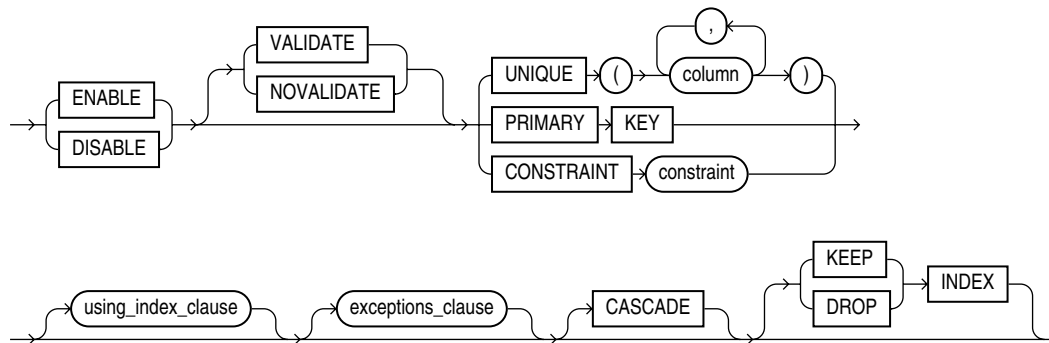 ENABLE
DISABLE
VALIDATE
NOVALIDATE
UNIQUE ( column , )
PRIMARY KEY
CONSTRAINT constraint
using_index_clause exceptions_clause CASCADE
KEEP
DROP
INDEX